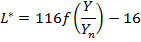 L* = 116f(Y/Yₙ) − 16